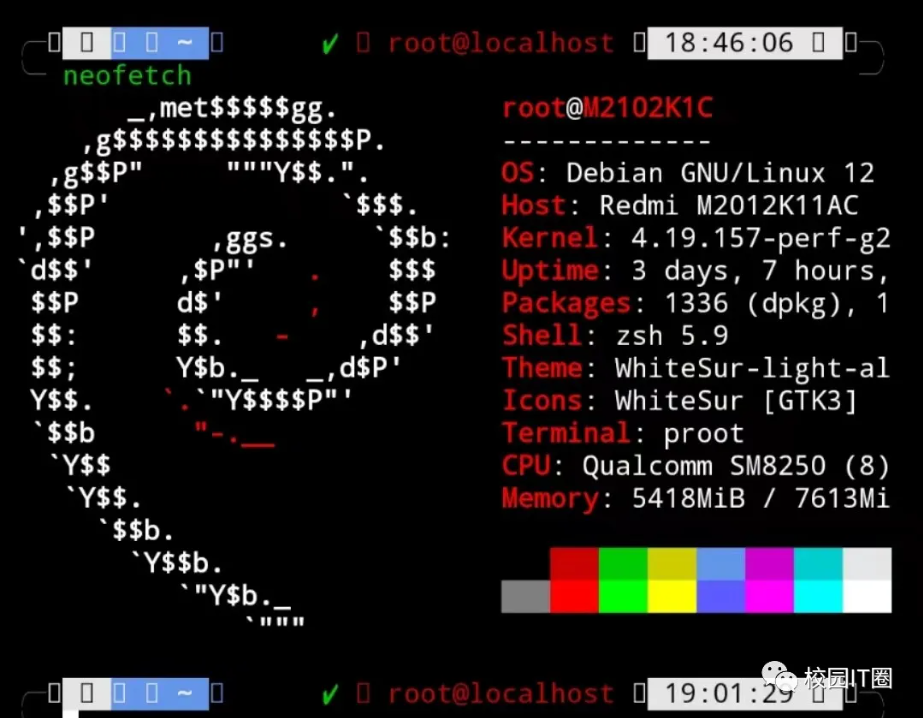 ~ ✔ root@localhost 18:46:06
neofetch
_,met$$$$$gg.
,g$$$$$$$$$$$$$$$P.
,g$$P"     """Y$$.".
,$$P'              `$$$.
',$$P       ,ggs.     `$$b:
`d$$'     ,$P"'   .    $$$
$$P      d$'     ,    $$P
$$:      $$.   -    ,d$$'
$$;      Y$b._   _,d$P'
Y$$.    `.`"Y$$$$P"'
`$$b      "-.__
`Y$$
`Y$$.
`$$b.
`Y$$b.
`"Y$b._
`"""
root@M2102K1C
-------------
OS: Debian GNU/Linux 12
Host: Redmi M2012K11AC
Kernel: 4.19.157-perf-g2
Uptime: 3 days, 7 hours,
Packages: 1336 (dpkg), 1
Shell: zsh 5.9
Theme: WhiteSur-light-al
Icons: WhiteSur [GTK3]
Terminal: proot
CPU: Qualcomm SM8250 (8)
Memory: 5418MiB / 7613Mi
~ ✔ root@localhost 19:01:29
校园IT圈